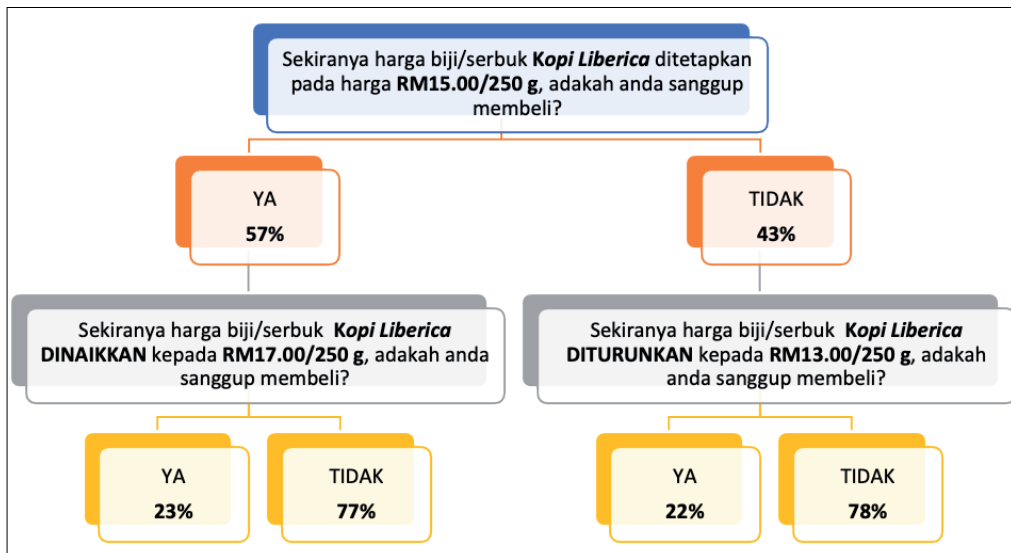 Sekiranya harga biji/serbuk Kopi Liberica ditetapkan
pada harga RM15.00/250 g, adakah anda sanggup
membeli?
YA
57%
TIDAK
43%
Sekiranya harga biji/serbuk Kopi Liberica
DINAIKKAN kepada RM17.00/250 g, adakah anda
sanggup membeli?
Sekiranya harga biji/serbuk Kopi Liberica
DITURUNKAN kepada RM13.00/250 g, adakah
anda sanggup membeli?
YA
23%
TIDAK
77%
YA
22%
TIDAK
78%